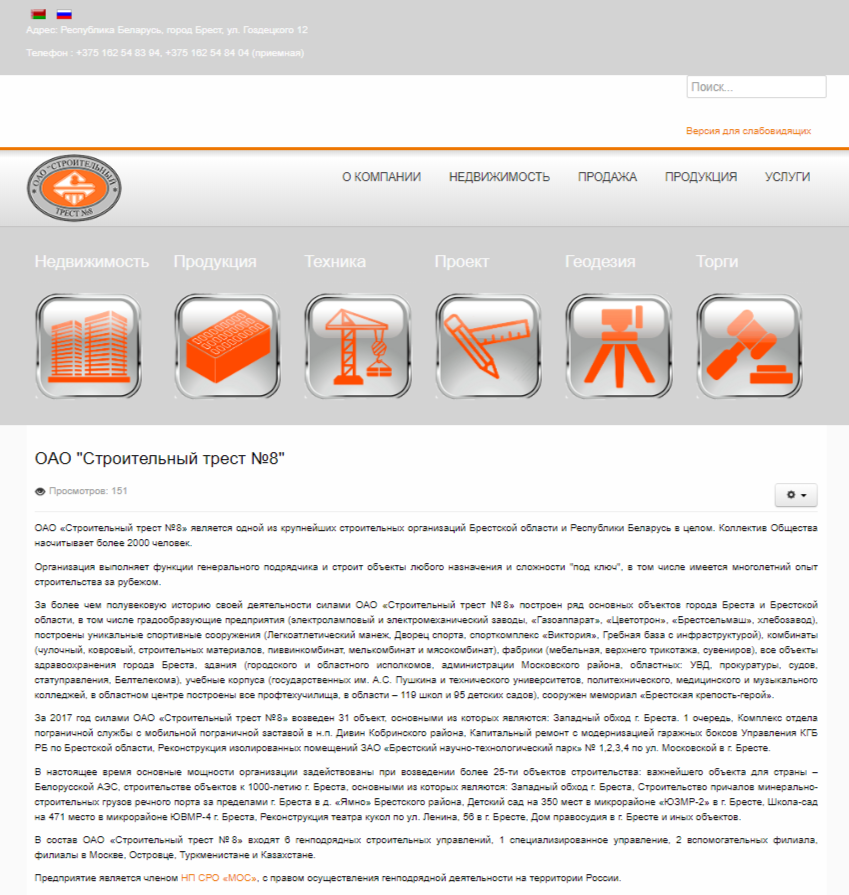 Адрес: Республика Беларусь, город Брест, ул. Гоздецкого 12
Телефон : +375 162 54 83 94, +375 162 54 84 04 (приемная)
Поиск...
Версия для слабовидящих
ОАО "СТРОИТЕЛЬНЫЙ
ТРЕСТ №8"
О КОМПАНИИ НЕДВИЖИМОСТЬ ПРОДАЖА ПРОДУКЦИЯ УСЛУГИ
Недвижимость Продукция Техника Проект Геодезия Торги
ОАО "Строительный трест №8"
Просмотров: 151
ОАО «Строительный трест №8» является одной из крупнейших строительных организаций Брестской области и Республики Беларусь в целом. Коллектив Общества
насчитывает более 2000 человек.
Организация выполняет функции генерального подрядчика и строит объекты любого назначения и сложности "под ключ", в том числе имеется многолетний опыт
строительства за рубежом.
За более чем полувековую историю своей деятельности силами ОАО «Строительный трест №8» построен ряд основных объектов города Бреста и Брестской
области, в том числе градообразующие предприятия (электроламповый и электромеханический заводы, «Газоаппарат», «Цветотрон», «Брестсельмаш», хлебозавод),
построены уникальные спортивные сооружения (Легкоатлетический манеж, Дворец спорта, спорткомплекс «Виктория», Гребная база с инфраструктурой), комбинаты
(чулочный, ковровый, строительных материалов, пиввинкомбинат, мелькомбинат и мясокомбинат), фабрики (мебельная, верхнего трикотажа, сувениров), все объекты
здравоохранения города Бреста, здания (городского и областного исполкомов, администрации Московского района, областных: УВД, прокуратуры, судов,
статуправления, Белтелекома), учебные корпуса (государственных им. А.С. Пушкина и технического университетов, политехнического, медицинского и музыкального
колледжей, в областном центре построены все профтехучилища, в области – 119 школ и 95 детских садов), сооружен мемориал «Брестская крепость-герой».
За 2017 год силами ОАО «Строительный трест №8» возведен 31 объект, основными из которых являются: Западный обход г. Бреста. 1 очередь, Комплекс отдела
пограничной службы с мобильной пограничной заставой в н.п. Дивин Кобринского района, Капитальный ремонт с модернизацией гаражных боксов Управления КГБ
РБ по Брестской области, Реконструкция изолированных помещений ЗАО «Брестский научно-технологический парк» № 1,2,3,4 по ул. Московской в г. Бресте.
В настоящее время основные мощности организации задействованы при возведении более 25-ти объектов строительства: важнейшего объекта для страны –
Белорусской АЭС, строительстве объектов к 1000-летию г. Бреста, основными из которых являются: Западный обход г. Бреста, Строительство причалов минерально-
строительных грузов речного порта за пределами г. Бреста в д. «Ямно» Брестского района, Детский сад на 350 мест в микрорайоне «ЮЗМР-2» в г. Бресте, Школа-сад
на 471 место в микрорайоне ЮВМР-4 г. Бреста, Реконструкция театра кукол по ул. Ленина, 56 в г. Бресте, Дом правосудия в г. Бресте и иных объектов.
В состав ОАО «Строительный трест №8» входят 6 генподрядных строительных управлений, 1 специализированное управление, 2 вспомогательных филиала,
филиалы в Москве, Островце, Туркменистане и Казахстане.
Предприятие является членом НП СРО «МОС», с правом осуществления генподрядной деятельности на территории России.